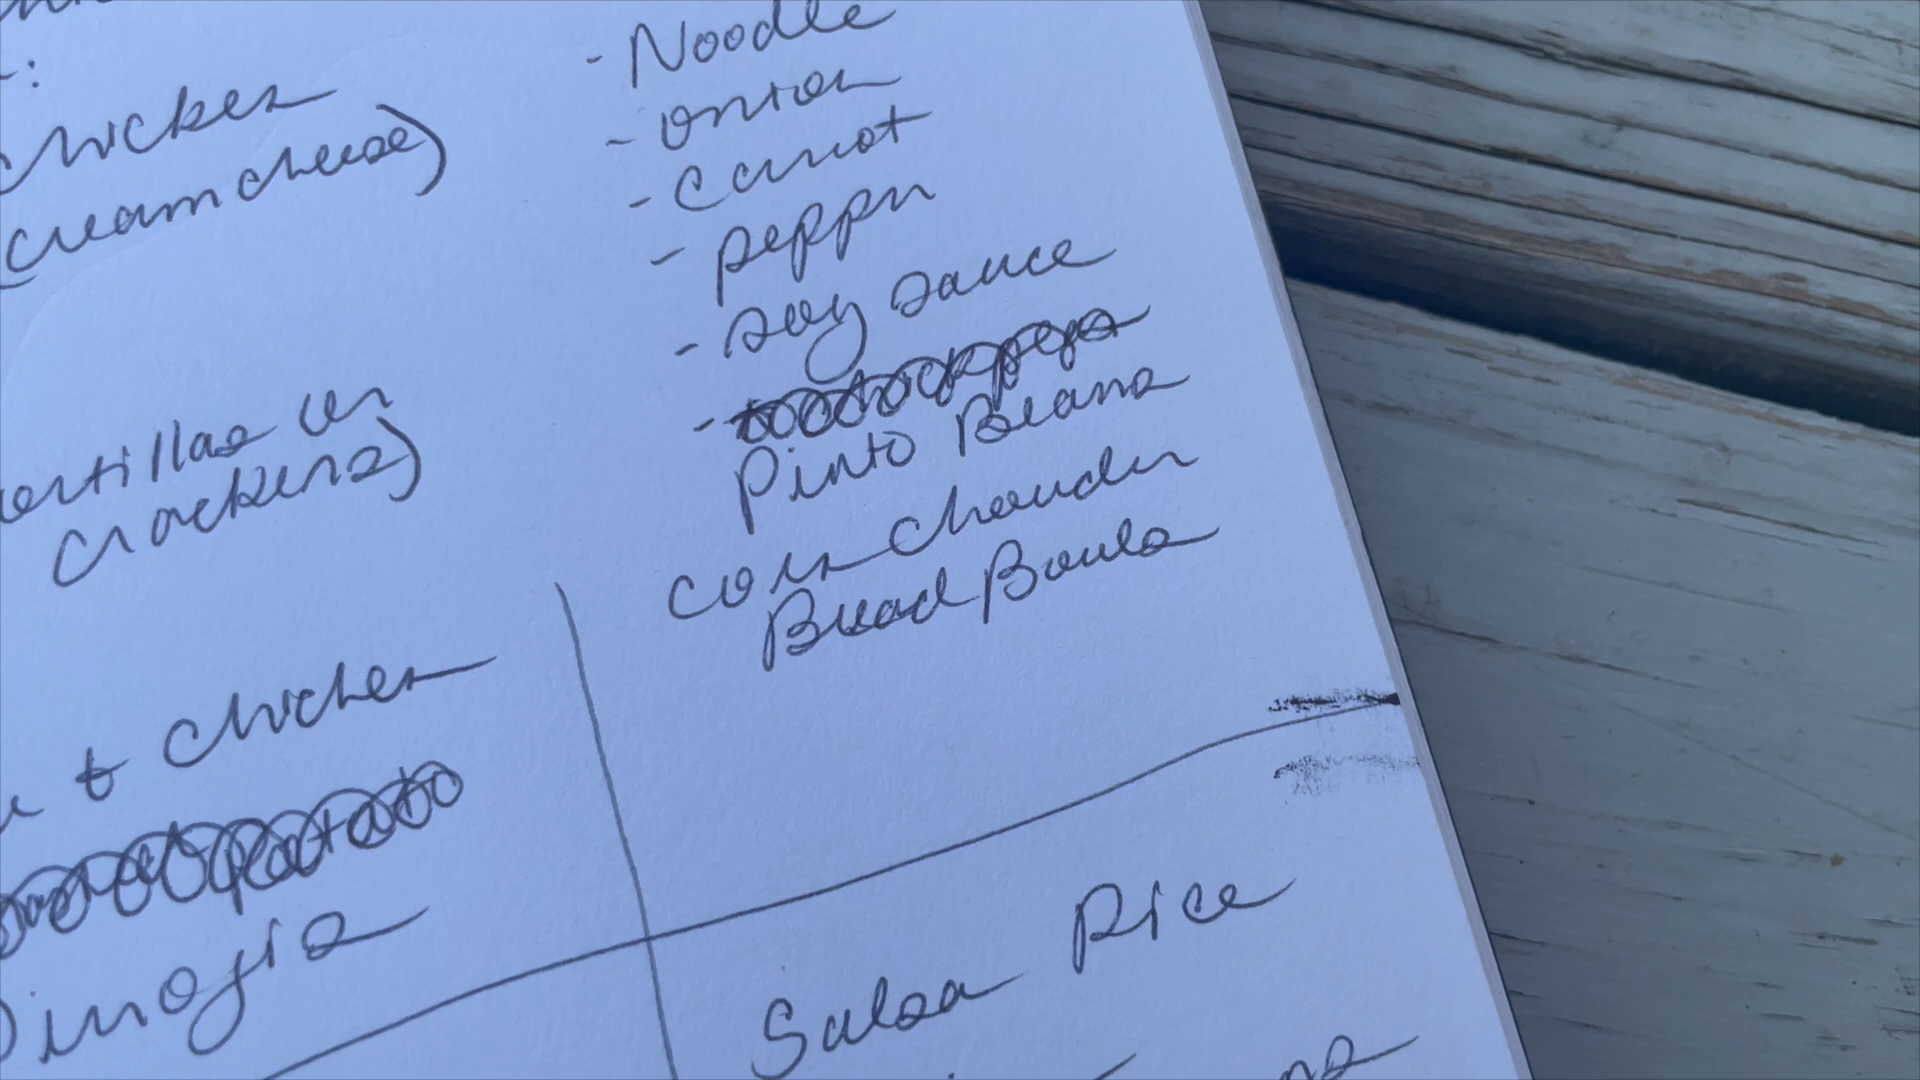 chicken
(cream cheese)
tortillas or
crackers)
& chicken
potato
- Noodle
- onion
- carrot
- pepper
- soy sauce
-
Pinto Beans
corn chowder
Bread Bowls
Salsa Rice